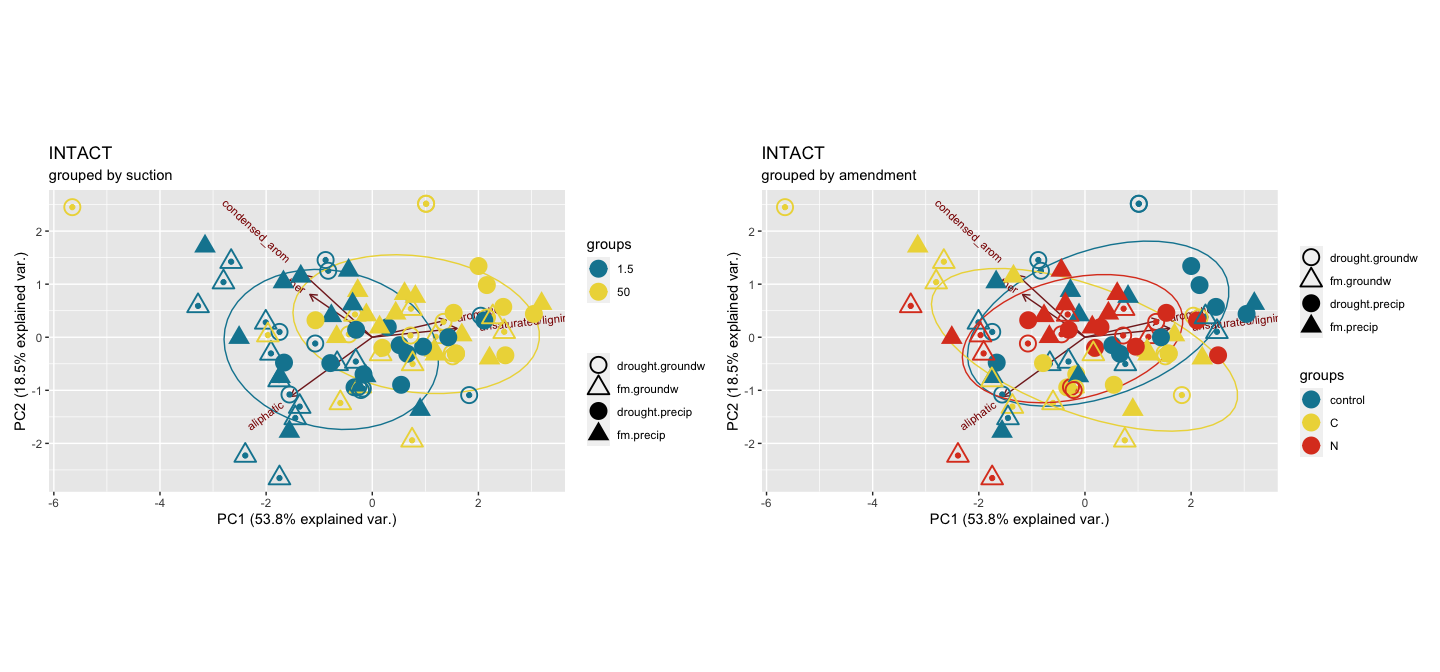 INTACT
grouped by suction
PC2 (18.5% explained var.)
2
1
0
-1
-2
-6
-4
-2
0
2
PC1 (53.8% explained var.)
condensed_arom
aliphatic
groups
1.5
50
drought.groundw
fm.groundw
drought.precip
fm.precip
INTACT
grouped by amendment
PC2 (18.5% explained var.)
2
1
0
-1
-2
-6
-4
-2
0
2
PC1 (53.8% explained var.)
condensed_arom
aliphatic
drought.groundw
fm.groundw
drought.precip
fm.precip
groups
control
C
N